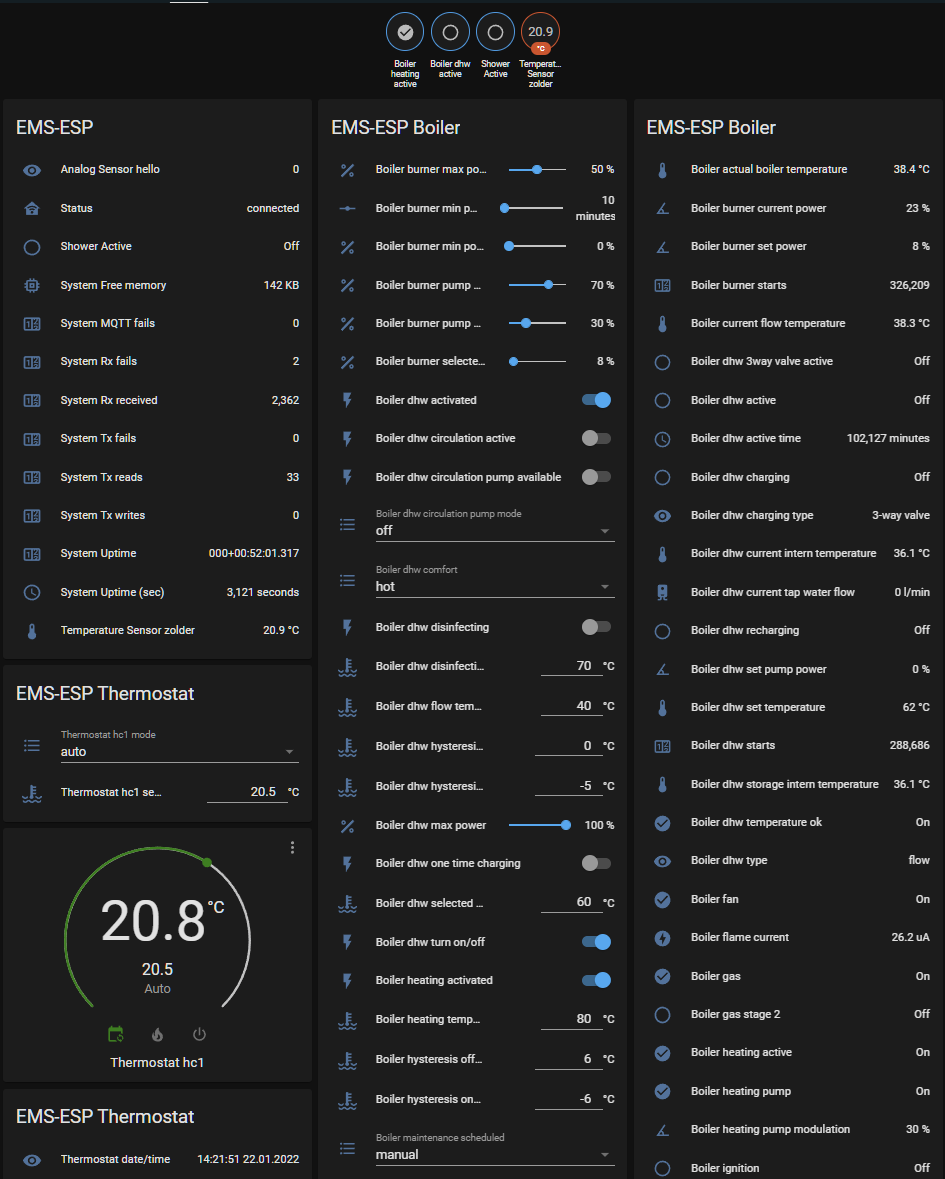 20.9
°C
Boiler heating active
Boiler dhw active
Shower Active
Temperat... Sensor zolder
EMS-ESP
Analog Sensor hello 0
Status connected
Shower Active Off
System Free memory 142 KB
System MQTT fails 0
System Rx fails 2
System Rx received 2,362
System Tx fails 0
System Tx reads 33
System Tx writes 0
System Uptime 000+00:52:01.317
System Uptime (sec) 3,121 seconds
Temperature Sensor zolder 20.9 °C
EMS-ESP Thermostat
Thermostat hc1 mode
auto
Thermostat hc1 se... 20.5 °C
20.8 °C
20.5
Auto
Thermostat hc1
EMS-ESP Thermostat
Thermostat date/time 14:21:51 22.01.2022
EMS-ESP Boiler
Boiler burner max po... 50 %
Boiler burner min p... 10 minutes
Boiler burner min po... 0 %
Boiler burner pump ... 70 %
Boiler burner pump ... 30 %
Boiler burner selecte... 8 %
Boiler dhw activated
Boiler dhw circulation active
Boiler dhw circulation pump available
Boiler dhw circulation pump mode
off
Boiler dhw comfort
hot
Boiler dhw disinfecting
Boiler dhw disinfecti... 70 °C
Boiler dhw flow tem... 40 °C
Boiler dhw hysteresi... 0 °C
Boiler dhw hysteresi... -5 °C
Boiler dhw max power 100 %
Boiler dhw one time charging
Boiler dhw selected ... 60 °C
Boiler dhw turn on/off
Boiler heating activated
Boiler heating temp... 80 °C
Boiler hysteresis off... 6 °C
Boiler hysteresis on... -6 °C
Boiler maintenance scheduled
manual
EMS-ESP Boiler
Boiler actual boiler temperature 38.4 °C
Boiler burner current power 23 %
Boiler burner set power 8 %
Boiler burner starts 326,209
Boiler current flow temperature 38.3 °C
Boiler dhw 3way valve active Off
Boiler dhw active Off
Boiler dhw active time 102,127 minutes
Boiler dhw charging Off
Boiler dhw charging type 3-way valve
Boiler dhw current intern temperature 36.1 °C
Boiler dhw current tap water flow 0 l/min
Boiler dhw recharging Off
Boiler dhw set pump power 0 %
Boiler dhw set temperature 62 °C
Boiler dhw starts 288,686
Boiler dhw storage intern temperature 36.1 °C
Boiler dhw temperature ok On
Boiler dhw type flow
Boiler fan On
Boiler flame current 26.2 uA
Boiler gas On
Boiler gas stage 2 Off
Boiler heating active On
Boiler heating pump On
Boiler heating pump modulation 30 %
Boiler ignition Off